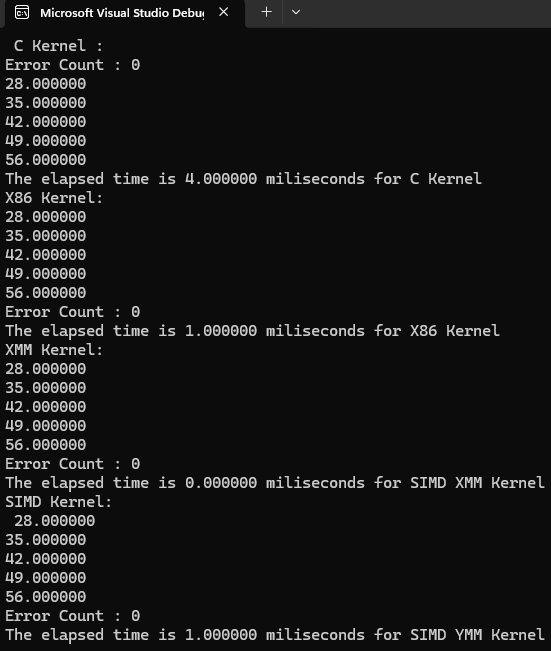 Microsoft Visual Studio Debug
C Kernel :
Error Count : 0
28.000000
35.000000
42.000000
49.000000
56.000000
The elapsed time is 4.000000 miliseconds for C Kernel
X86 Kernel:
28.000000
35.000000
42.000000
49.000000
56.000000
Error Count : 0
The elapsed time is 1.000000 miliseconds for X86 Kernel
XMM Kernel:
28.000000
35.000000
42.000000
49.000000
56.000000
Error Count : 0
The elapsed time is 0.000000 miliseconds for SIMD XMM Kernel
SIMD Kernel:
28.000000
35.000000
42.000000
49.000000
56.000000
Error Count : 0
The elapsed time is 1.000000 miliseconds for SIMD YMM Kernel